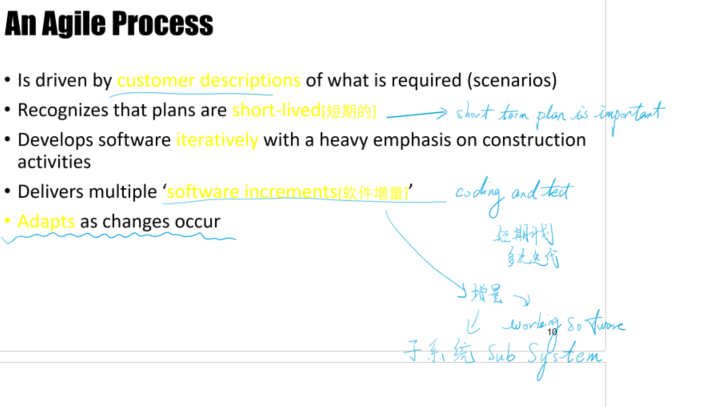 An Agile Process
• Is driven by customer descriptions of what is required (scenarios)
• Recognizes that plans are short-lived[短期的]
short term plan is important
• Develops software iteratively with a heavy emphasis on construction
activities
• Delivers multiple ‘software increments[软件增量]’
coding and test
• Adapts as changes occur
短期计划
多次迭代
增量
working software
10
子系统 Sub System